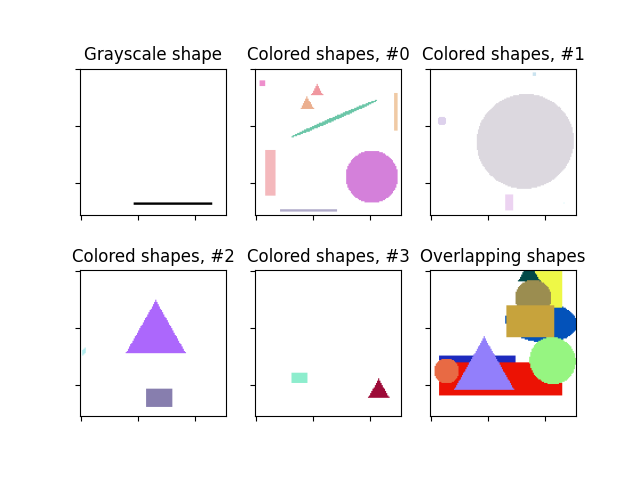 Grayscale shape
Colored shapes, #0
Colored shapes, #1
Colored shapes, #2
Colored shapes, #3
Overlapping shapes